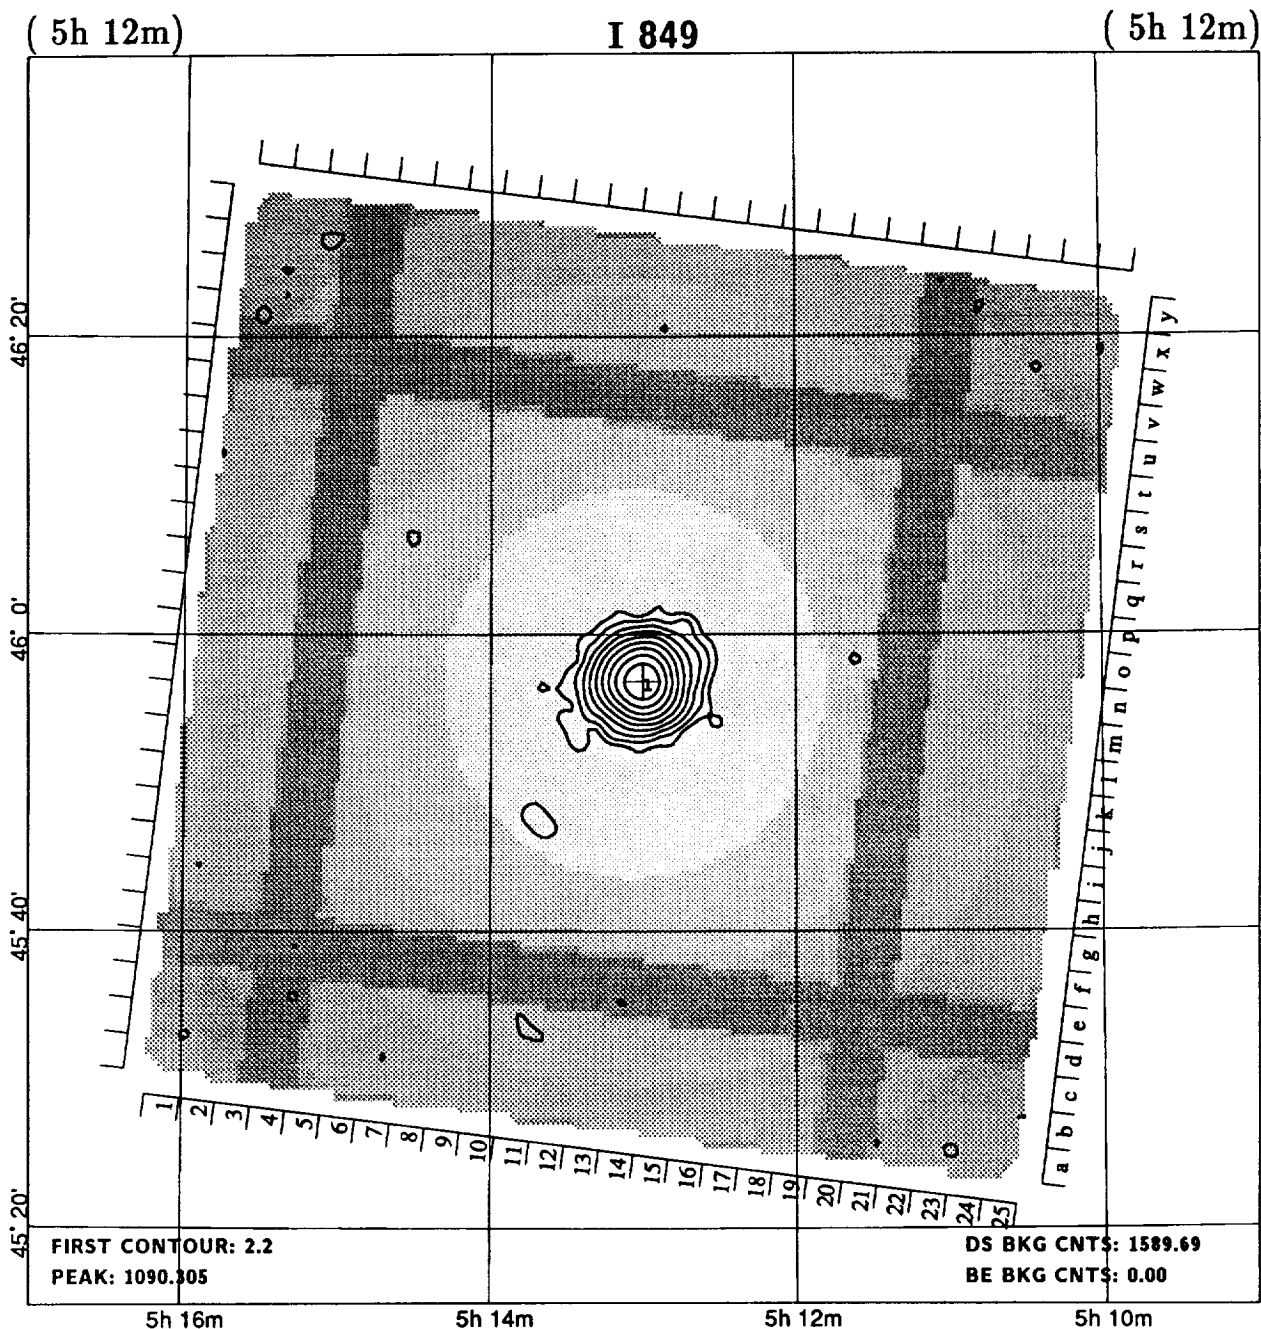 ( 5h 12m)
I 849
( 5h 12m)
46° 20'
46° 0'
45° 40'
45° 20'
y
x
w
v
u
t
s
r
q
p
o
n
m
l
k
j
i
h
g
f
e
d
c
b
a
1 2 3 4 5 6 7 8 9 10 11 12 13 14 15 16 17 18 19 20 21 22 23 24 25
FIRST CONTOUR: 2.2
PEAK: 1090.305
DS BKG CNTS: 1589.69
BE BKG CNTS: 0.00
5h 16m
5h 14m
5h 12m
5h 10m